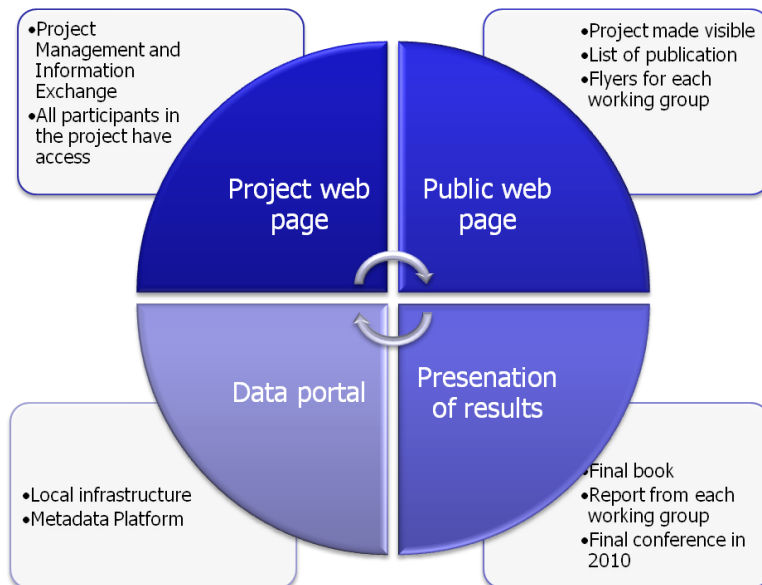 •Project
Management and
Information
Exchange
•All participants in
the project have
access
•Project made visible
•List of publication
•Flyers for each
working group
Project web
page
Public web
page
Data portal
Presenation
of results
•Local infrastructure
•Metadata Platform
•Final book
•Report from each
working group
•Final conference in
2010